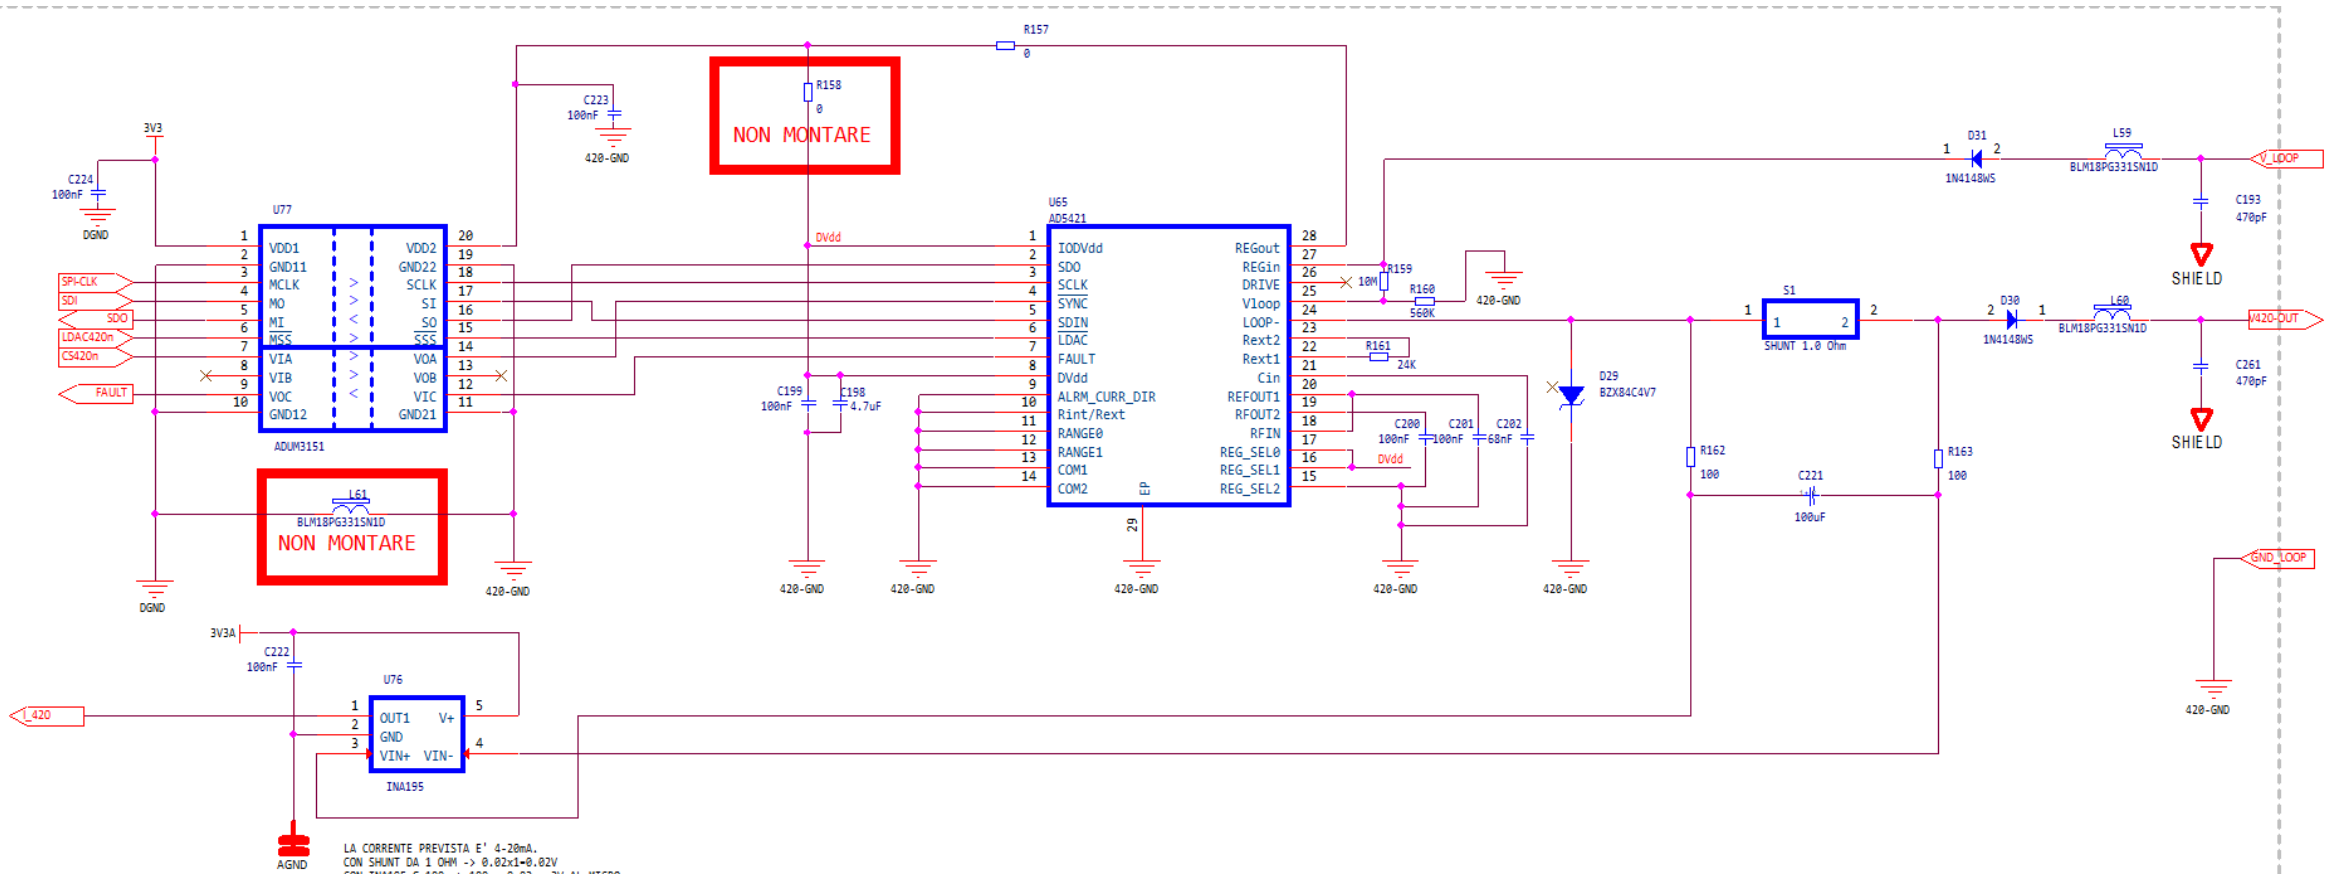 R157
0
R158
0
NON MONTARE
C223
100nF
420-GND
3V3
C224
100nF
DGND
U77
1 VDD1
2 GND11
3 MCLK
4 MO
5 MI
6 MSS
7 VIA
8 VIB
9 VOC
10 GND12
VDD2 20
GND22 19
SCLK 18
SI 17
SO 16
SSS 15
VOA 14
VOB 13
VIC 12
GND21 11
> > < > > > <
ADUM3151
SPI-CLK
SDI
SDO
LDAC420n
CS420n
FAULT
L61
BLM18PG331SN1D
NON MONTARE
DGND
420-GND
DVdd
C199
100nF
C198
4.7uF
420-GND
420-GND
U65
AD5421
1 IODVdd
2 SDO
3 SCLK
4 SYNC
5 SDIN
6 LDAC
7 FAULT
8 DVdd
9 ALRM_CURR_DIR
10 Rint/Rext
11 RANGE0
12 RANGE1
13 COM1
14 COM2
REGout 28
REGin 27
DRIVE 26
Vloop 25
LOOP- 24
Rext2 23
Rext1 22
Cin 21
REFOUT1 20
RFOUT2 19
RFIN 18
REG_SEL0 17
REG_SEL1 16
REG_SEL2 15
EP
29
420-GND
R159
10M
R160
560K
420-GND
R161
24K
C200
100nF
C201
100nF
C202
68nF
DVdd
420-GND
D29
BZX84C4V7
420-GND
D31
1 2
1N4148WS
L59
BLM18PG331SN1D
V_LOOP
C193
470pF
SHIELD
S1
1 1 2 2
SHUNT 1.0 Ohm
D30
2 1
1N4148WS
L60
BLM18PG331SN1D
V420-OUT
C261
470pF
SHIELD
R162
100
R163
100
C221
100uF
GND_LOOP
420-GND
3V3A
C222
100nF
U76
1 OUT1
2 GND
3 VIN+
V+ 5
VIN- 4
INA195
I_420
AGND
LA CORRENTE PREVISTA E' 4-20mA.
CON SHUNT DA 1 OHM -> 0.02x1=0.02V